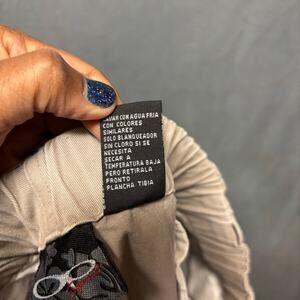 LAVAR CON AGUA FRIA
CON COLORES
SIMILARES
SOLO BLANQUEADOR
SIN CLORO SI SE
NECESITA
SECAR A
TEMPERATURA BAJA
PERO RETIRALA
PRONTO
PLANCHA TIBIA